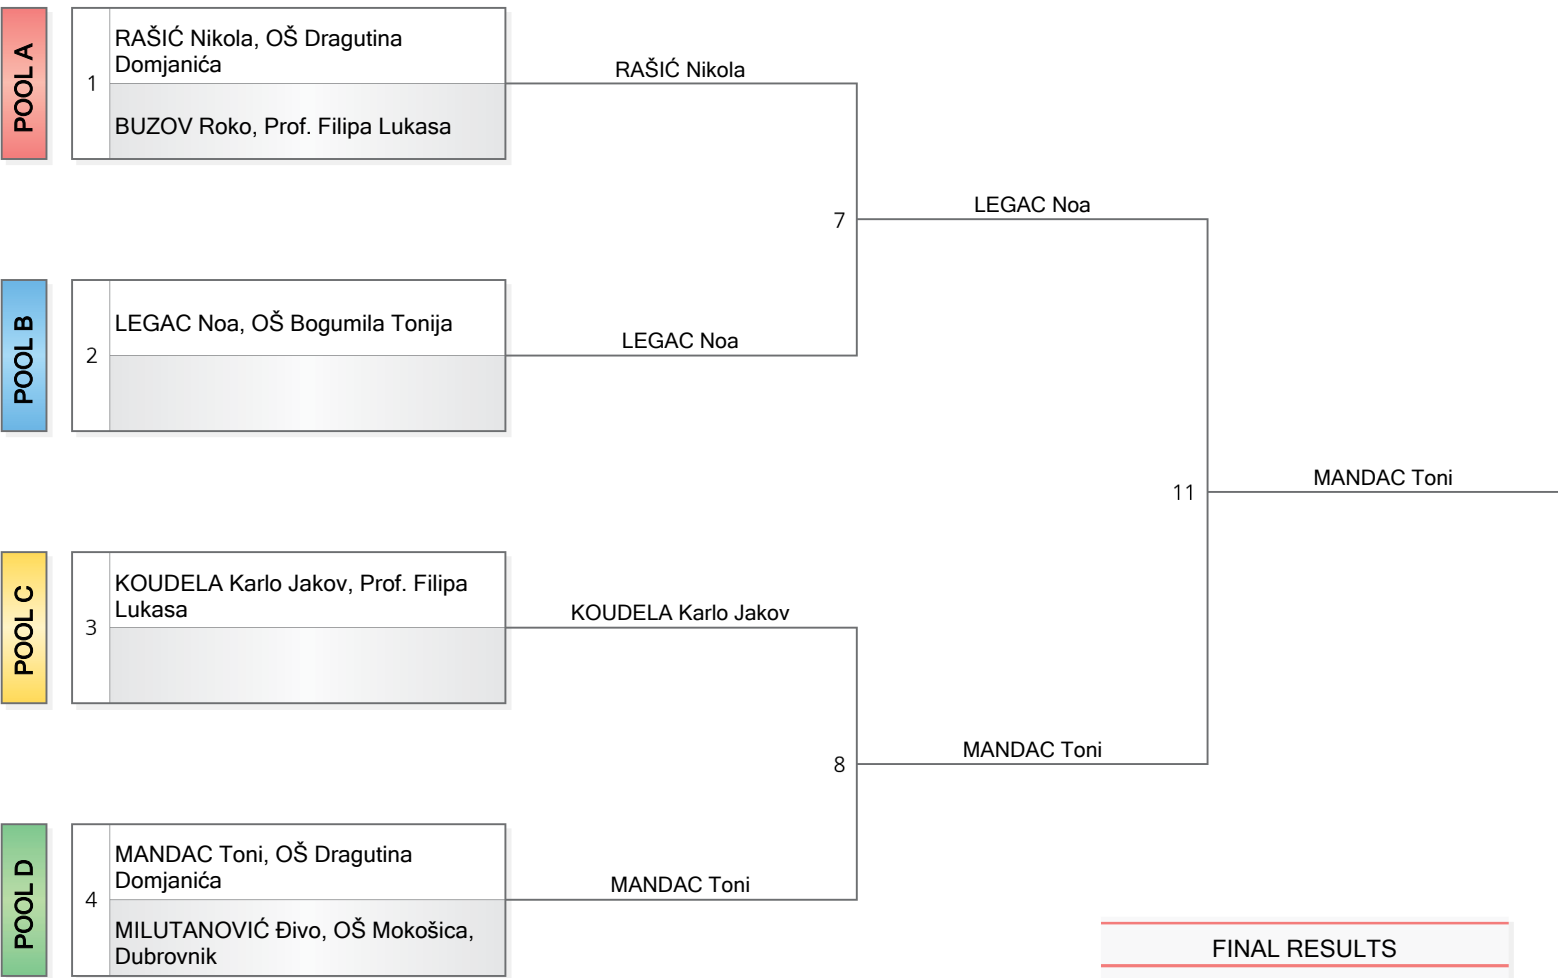 POOL A
1
RAŠIĆ Nikola, OŠ Dragutina
Domjanića
BUZOV Roko, Prof. Filipa Lukasa
RAŠIĆ Nikola
7
LEGAC Noa
POOL B
2
LEGAC Noa, OŠ Bogumila Tonija
LEGAC Noa
11
MANDAC Toni
POOL C
3
KOUDELA Karlo Jakov, Prof. Filipa
Lukasa
KOUDELA Karlo Jakov
8
MANDAC Toni
POOL D
4
MANDAC Toni, OŠ Dragutina
Domjanića
MILUTANOVIĆ Đivo, OŠ Mokošica,
Dubrovnik
MANDAC Toni
FINAL RESULTS